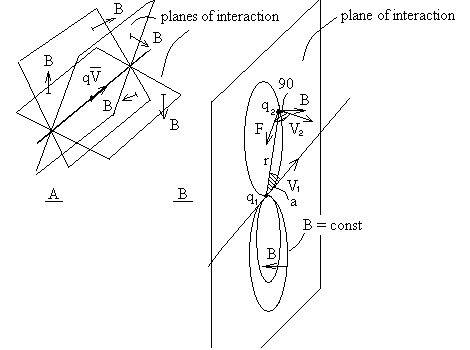 planes of interaction
plane of interaction
B
B
B
qV̅
B
B
A
B
90
q₂
B
F
V₂
r
V₁
q₁
a
B = const
B